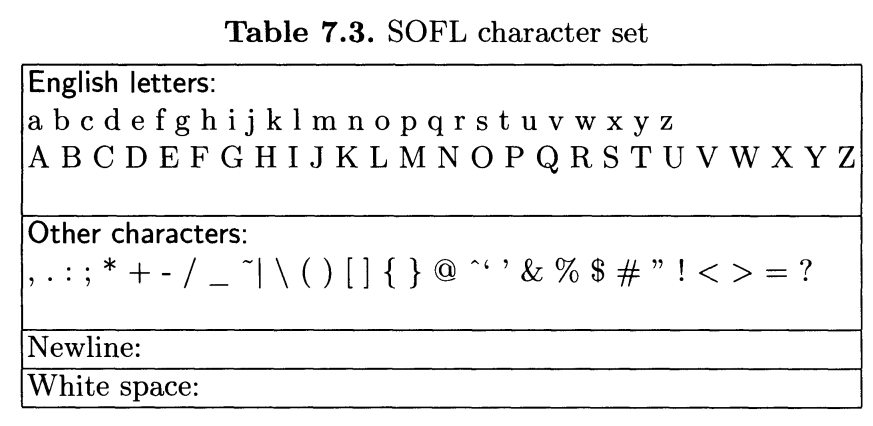 Table 7.3. SOFL character set
English letters:
a b c d e f g h i j k l m n o p q r s t u v w x y z
A B C D E F G H I J K L M N O P Q R S T U V W X Y Z
Other characters:
, . : ; * + - / _ ˜| \ ( ) [ ] { } @ ˆ‘ ’ & % $ # ” ! < > = ?
Newline:
White space: